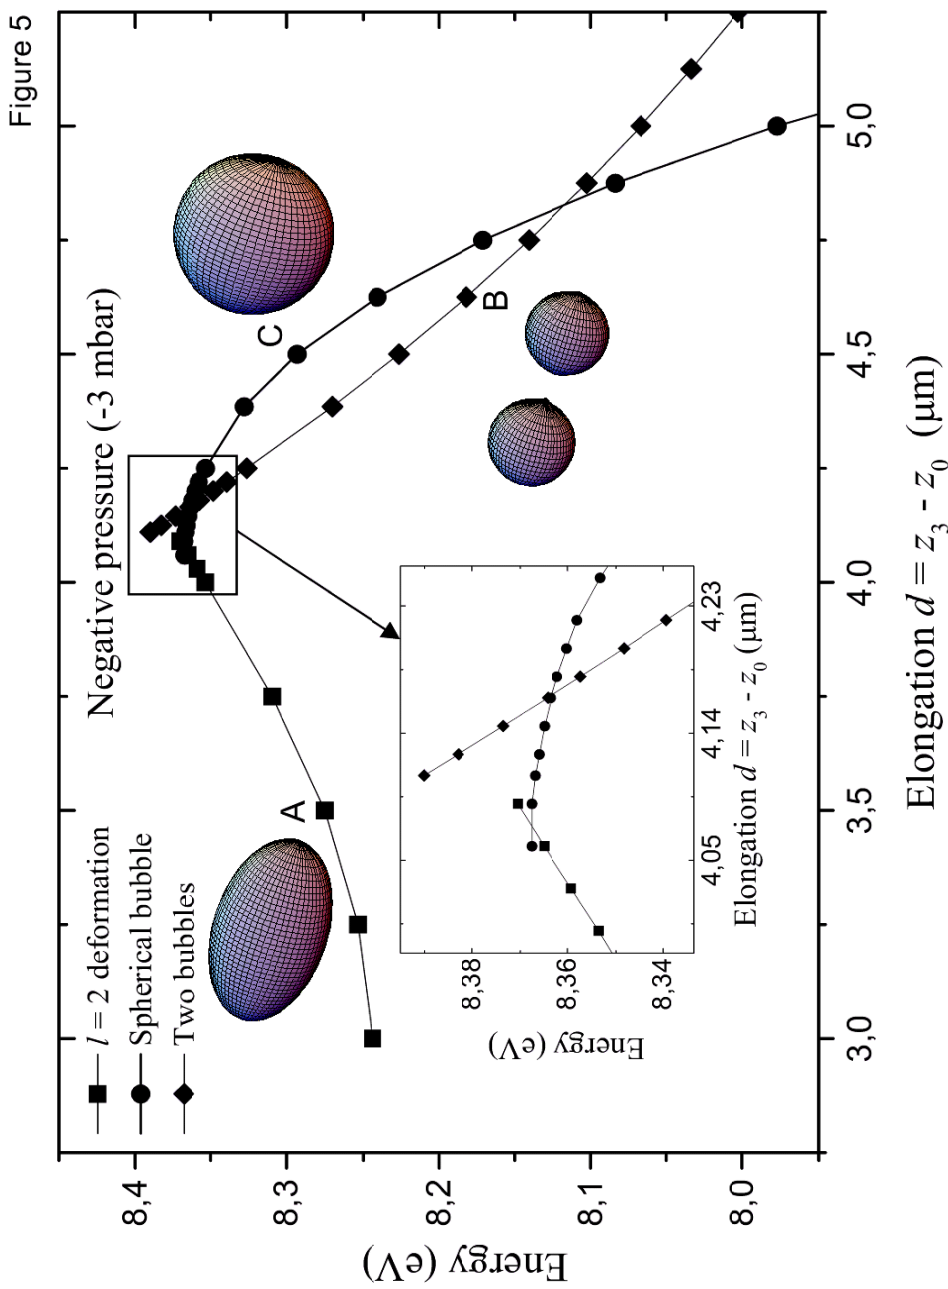 Figure 5
Negative pressure (-3 mbar)
l = 2 deformation
Spherical bubble
Two bubbles
A
B
C
Energy (eV)
8,4
8,3
8,2
8,1
8,0
3,0
3,5
4,0
4,5
5,0
Elongation d = z3 - z0 (μm)
Energy (eV)
8,38
8,36
8,34
4,05
4,14
4,23
Elongation d = z3 - z0 (μm)